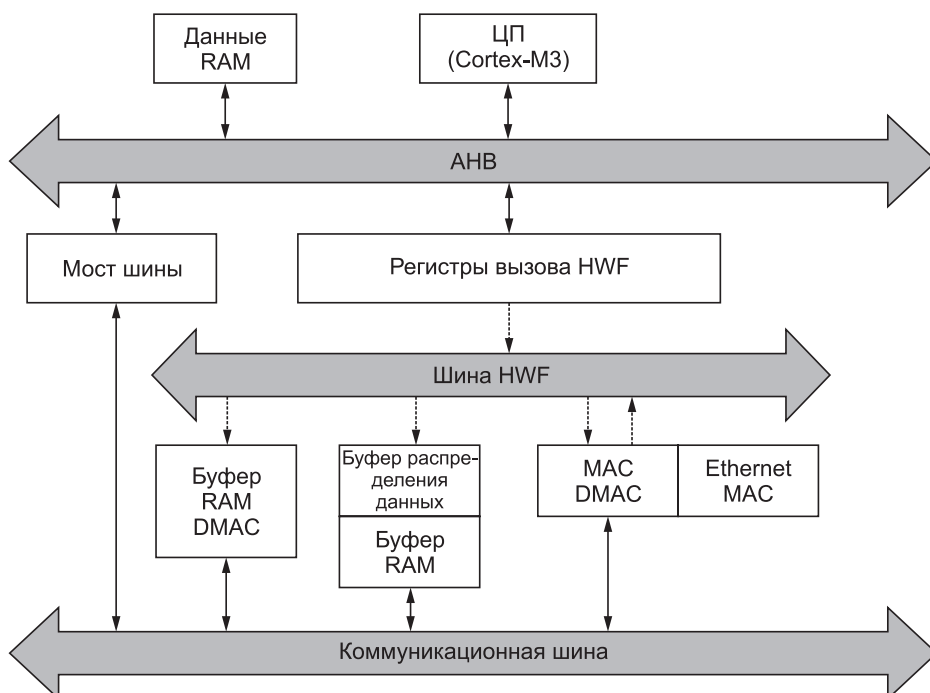 Данные
RAM
ЦП
(Cortex-M3)
AHB
Мост шины
Регистры вызова HWF
Шина HWF
Буфер
RAM
DMAC
Буфер распре-
деления
данных
Буфер
RAM
MAC
DMAC
Ethernet
MAC
Коммуникационная шина